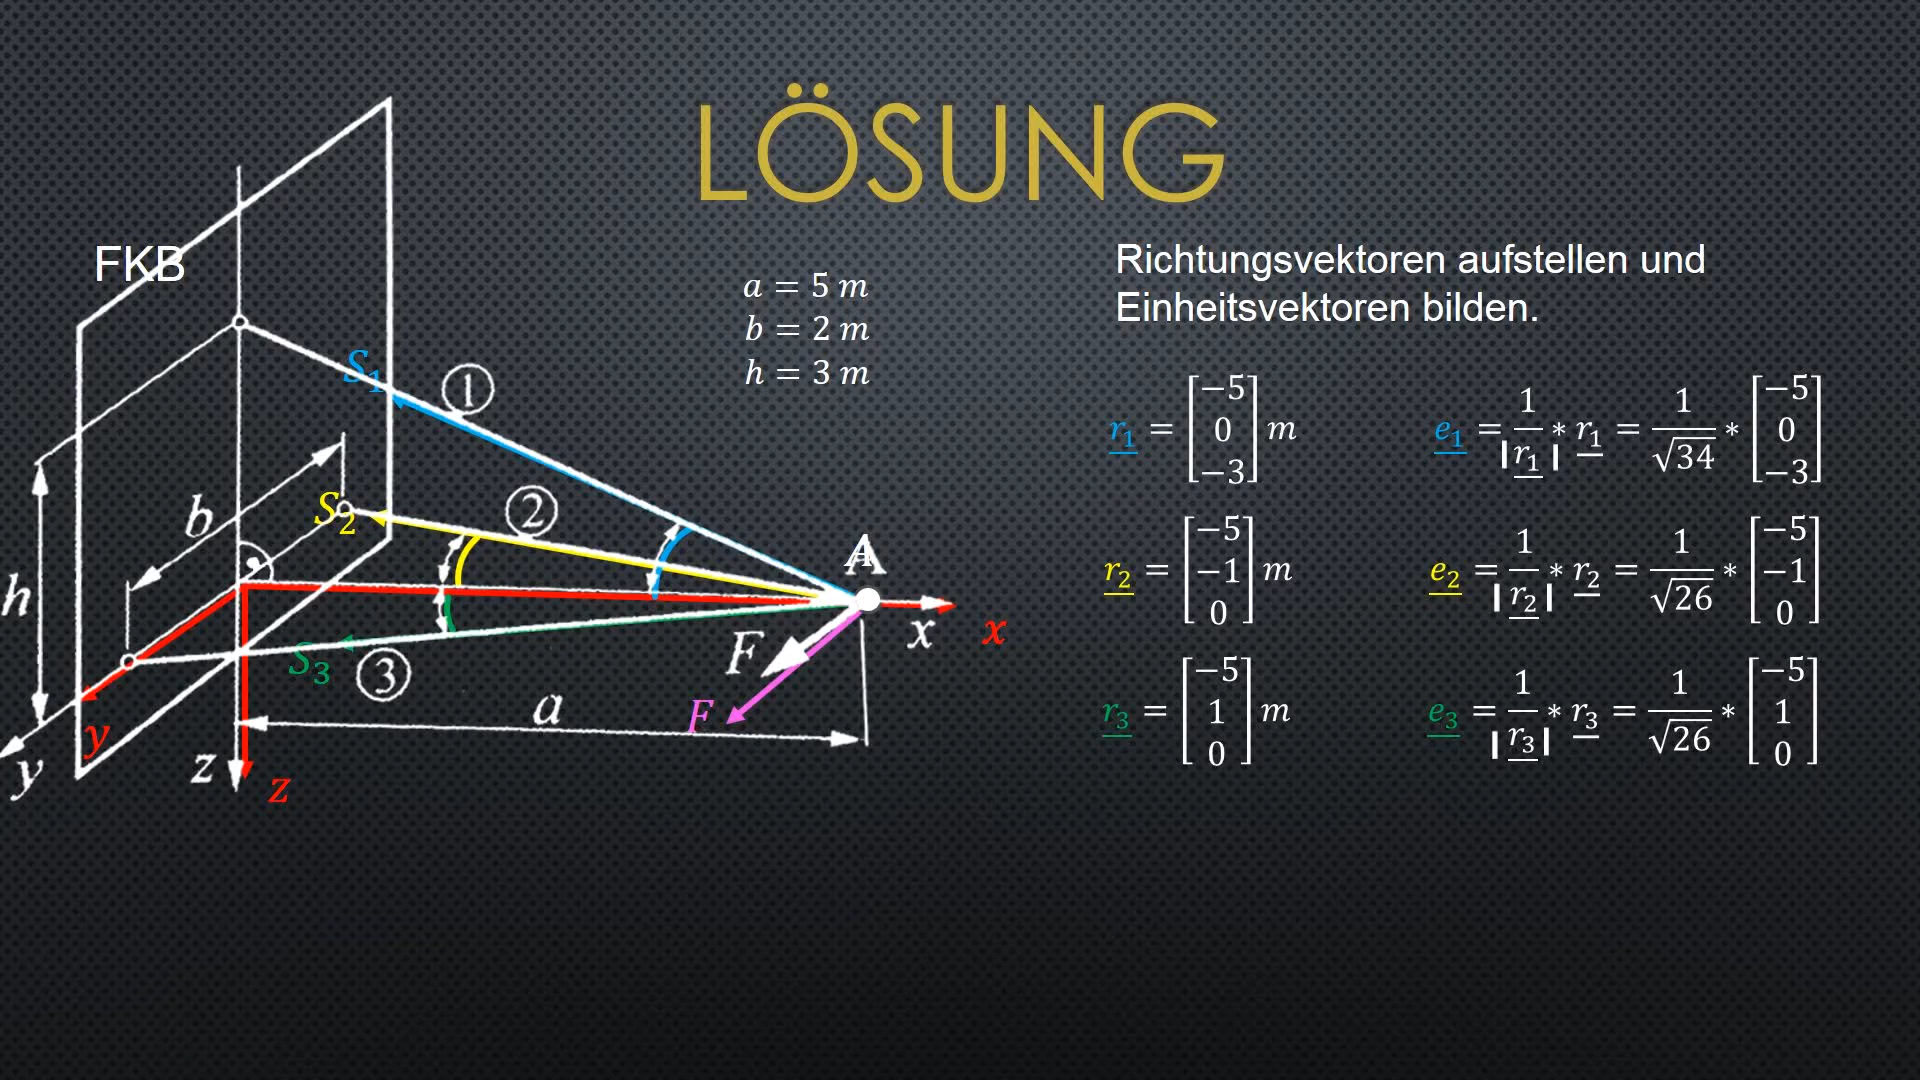 LÖSUNG
FKB
a = 5 m
b = 2 m
h = 3 m
Richtungsvektoren aufstellen und
Einheitsvektoren bilden.
S₁
①
S₂
②
b
h
A
F
x
x
S₃
③
F
a
y
y
z
z
r₁ = [−5 0 −3] m
e₁ = 1/|r₁| * r₁ = 1/√34 * [−5 0 −3]
r₂ = [−5 −1 0] m
e₂ = 1/|r₂| * r₂ = 1/√26 * [−5 −1 0]
r₃ = [−5 1 0] m
e₃ = 1/|r₃| * r₃ = 1/√26 * [−5 1 0]